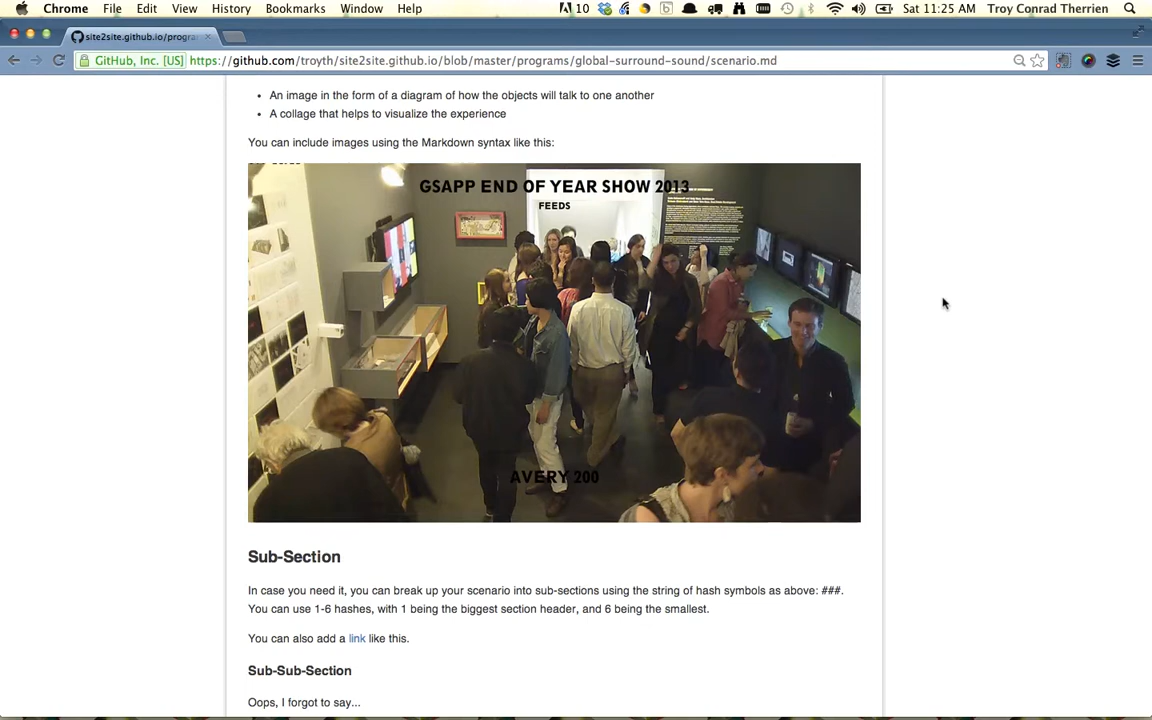 Chrome File Edit View History Bookmarks Window Help 10 Sat 11:25 AM Troy Conrad Therrien
site2site.github.io/progra
GitHub, Inc. [US] https://github.com/troyth/site2site.github.io/blob/master/programs/global-surround-sound/scenario.md
• An image in the form of a diagram of how the objects will talk to one another
• A collage that helps to visualize the experience
You can include images using the Markdown syntax like this:
GSAPP END OF YEAR SHOW 2013
FEEDS
AVERY 200
Sub-Section
In case you need it, you can break up your scenario into sub-sections using the string of hash symbols as above: ###.
You can use 1-6 hashes, with 1 being the biggest section header, and 6 being the smallest.
You can also add a link like this.
Sub-Sub-Section
Oops, I forgot to say...